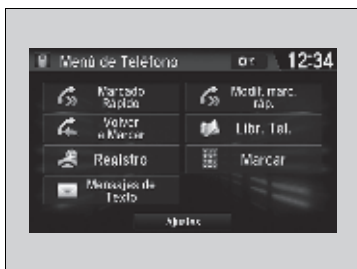 Menú de Teléfono
12:34
Marcado
Rápido
Modif. marc.
ráp.
Volver
a Marcar
Libr. Tel.
Registro
Marcar
Mensajes de
Texto
Ajustes